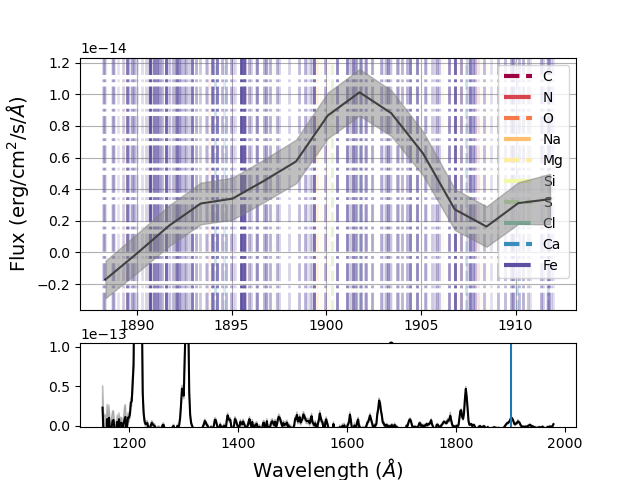 1e−14
1.2
1.0
0.8
0.6
0.4
0.2
0.0
−0.2
Flux (erg/cm²/s/Å)
C
N
O
Na
Mg
Si
S
Cl
Ca
Fe
1890
1895
1900
1905
1910
1e−13
1.0
0.5
0.0
1200
1400
1600
1800
2000
Wavelength (Å)